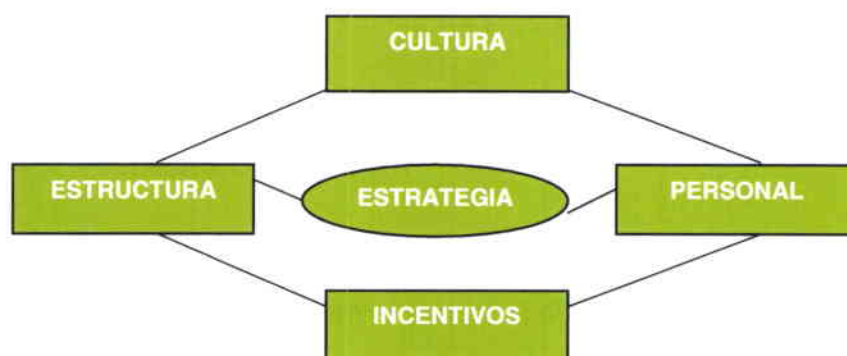 CULTURA
ESTRUCTURA
ESTRATEGIA
PERSONAL
INCENTIVOS